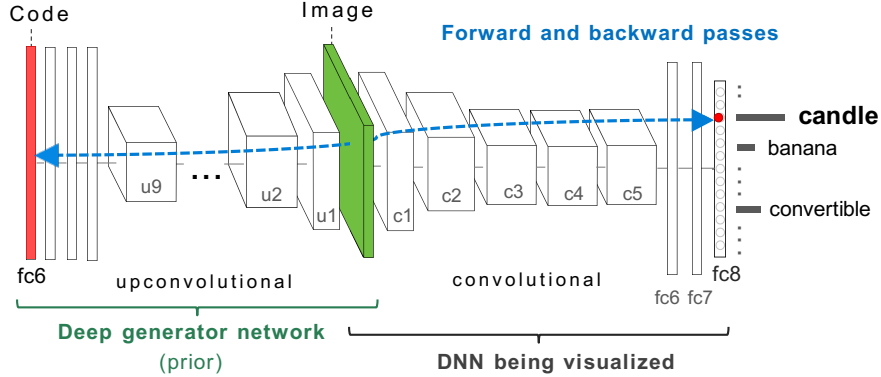 Code
Image
Forward and backward passes
candle
banana
convertible
u9
...
u2
u1
c1
c2
c3
c4
c5
fc6
upconvolutional
convolutional
fc6
fc7
fc8
Deep generator network
(prior)
DNN being visualized